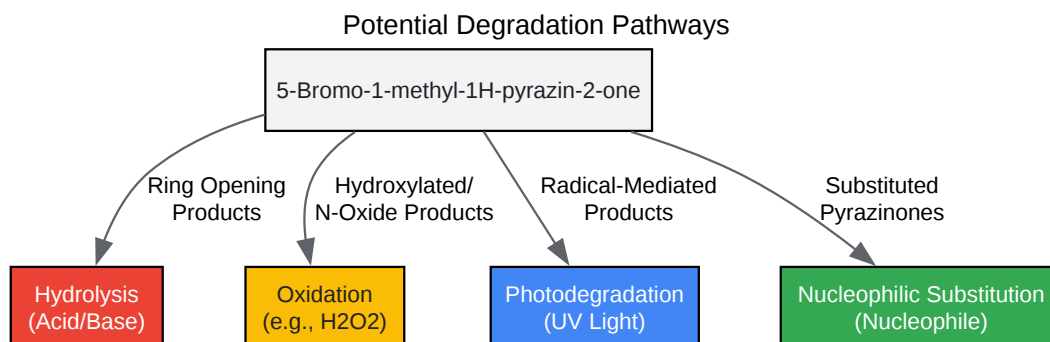 Potential Degradation Pathways
5-Bromo-1-methyl-1H-pyrazin-2-one
Ring Opening
Products
Hydroxylated/
N-Oxide Products
Radical-Mediated
Products
Substituted
Pyrazinones
Hydrolysis
(Acid/Base)
Oxidation
(e.g., H2O2)
Photodegradation
(UV Light)
Nucleophilic Substitution
(Nucleophile)